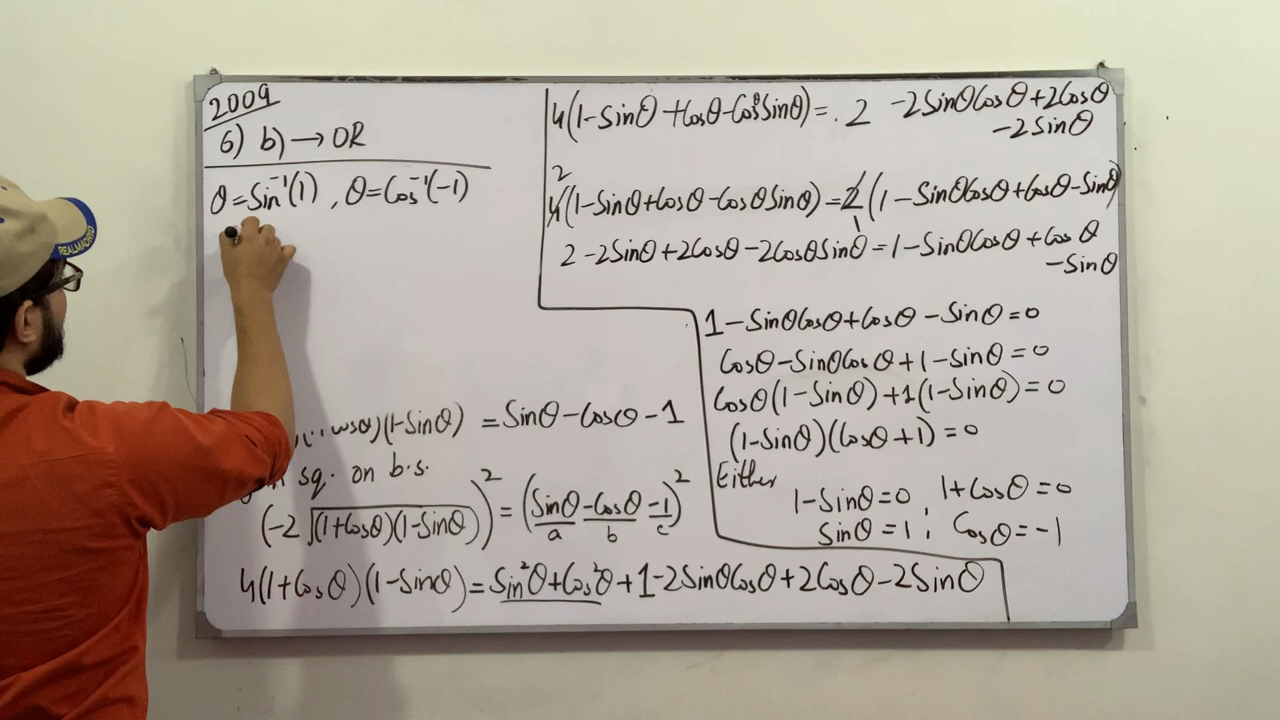 2009
6) b) → OR
θ = Sin⁻¹(1) , θ = Cos⁻¹(-1)
cosθ)(1-Sinθ) = Sinθ - Cosθ - 1
sq. on b.s.
(-2 √(1+Cosθ)(1-Sinθ))² = (Sinθ - Cosθ - 1)²
a b c
4(1+Cosθ)(1-Sinθ) = Sin²θ + Cos²θ + 1 - 2SinθCosθ + 2Cosθ - 2Sinθ
4(1-Sinθ + Cosθ - CosθSinθ) = 2 - 2SinθCosθ + 2Cosθ
- 2Sinθ
2
4(1-Sinθ + Cosθ - CosθSinθ) = 2(1 - SinθCosθ + Cosθ - Sinθ)
1
2 - 2Sinθ + 2Cosθ - 2CosθSinθ = 1 - SinθCosθ + Cosθ
- Sinθ
1 - SinθCosθ + Cosθ - Sinθ = 0
Cosθ - SinθCosθ + 1 - Sinθ = 0
Cosθ(1-Sinθ) + 1(1-Sinθ) = 0
(1-Sinθ)(Cosθ+1) = 0
Either
1-Sinθ = 0 , 1+Cosθ = 0
Sinθ = 1 , Cosθ = -1
REALMADRID